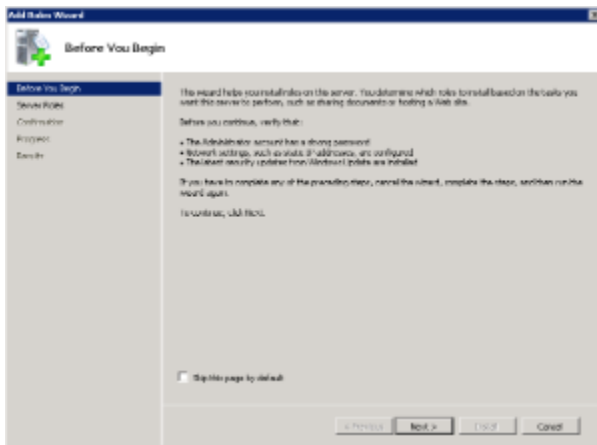 Add Roles Wizard
Before You Begin
Before You Begin
Server Roles
Confirmation
Progress
Results
This wizard helps you install roles on this server. You determine which roles to install based on the tasks you
want this server to perform, such as sharing documents or hosting a Web site.
Before you continue, verify that:
• The Administrator account has a strong password
• Network settings, such as static IP addresses, are configured
• The latest security updates from Windows Update are installed
If you have to complete any of the preceding steps, cancel the wizard, complete the steps, and then run the
wizard again.
To continue, click Next.
Skip this page by default
< Previous
Next >
Install
Cancel